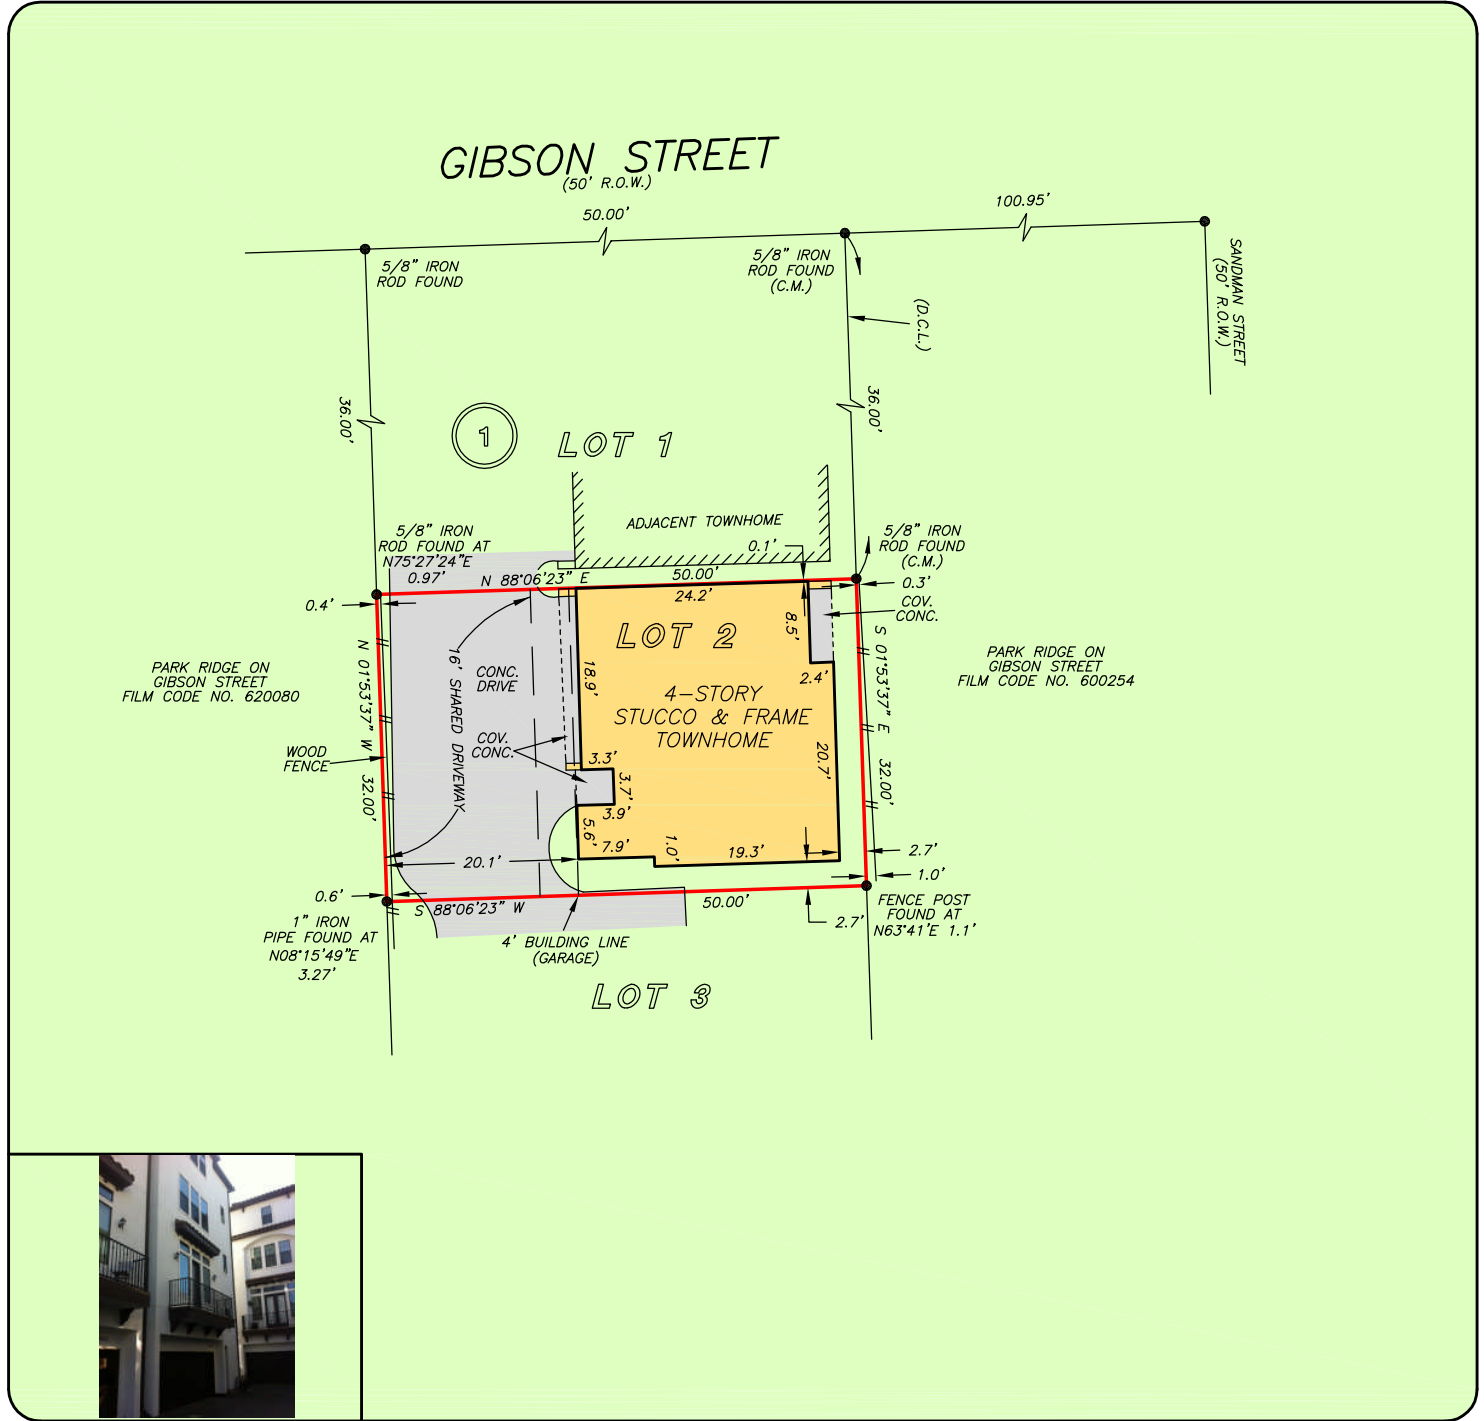 GIBSON STREET
(50' R.O.W.)
50.00'
100.95'
5/8" IRON
ROD FOUND
5/8" IRON
ROD FOUND
(C.M.)
SANDMAN STREET
(50' R.O.W.)
(D.C.L.)
36.00'
36.00'
1
LOT 1
ADJACENT TOWNHOME
5/8" IRON
ROD FOUND AT
N75°27'24"E
0.97'
0.1'
5/8" IRON
ROD FOUND
(C.M.)
N 88°06'23" E
50.00'
0.3'
0.4'
24.2'
COV.
CONC.
8.5'
LOT 2
N 01°53'37" W
32.00'
16' SHARED DRIVEWAY
S 01°53'37" E
32.00'
PARK RIDGE ON
GIBSON STREET
FILM CODE NO. 620080
CONC.
DRIVE
18.9'
2.4'
PARK RIDGE ON
GIBSON STREET
FILM CODE NO. 600254
4-STORY
STUCCO & FRAME
TOWNHOME
WOOD
FENCE
COV.
CONC.
3.3'
20.7'
3.7'
3.9'
5.6'
7.9'
1.0'
19.3'
20.1'
2.7'
1.0'
0.6'
S 88°06'23" W
50.00'
2.7'
FENCE POST
FOUND AT
N63°41'E 1.1'
1" IRON
PIPE FOUND AT
N08°15'49"E
3.27'
4' BUILDING LINE
(GARAGE)
LOT 3